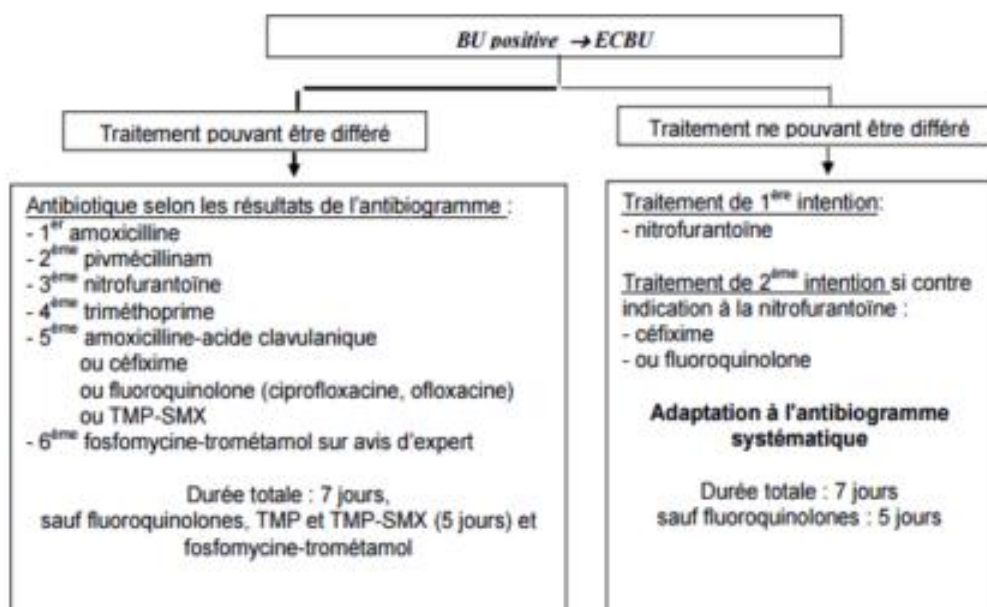 BU positive → ECBU
Traitement pouvant être différé
Antibiotique selon les résultats de l'antibiogramme :
- 1er amoxicilline
- 2ème pivmécillinam
- 3ème nitrofurantoïne
- 4ème triméthoprime
- 5ème amoxicilline-acide clavulanique
ou céfixime
ou fluoroquinolone (ciprofloxacine, ofloxacine)
ou TMP-SMX
- 6ème fosfomycine-trométamol sur avis d'expert
Durée totale : 7 jours,
sauf fluoroquinolones, TMP et TMP-SMX (5 jours) et
fosfomycine-trométamol
Traitement ne pouvant être différé
Traitement de 1ère intention:
- nitrofurantoïne
Traitement de 2ème intention si contre
indication à la nitrofurantoïne :
- céfixime
- ou fluoroquinolone
Adaptation à l'antibiogramme
systématique
Durée totale : 7 jours
sauf fluoroquinolones : 5 jours